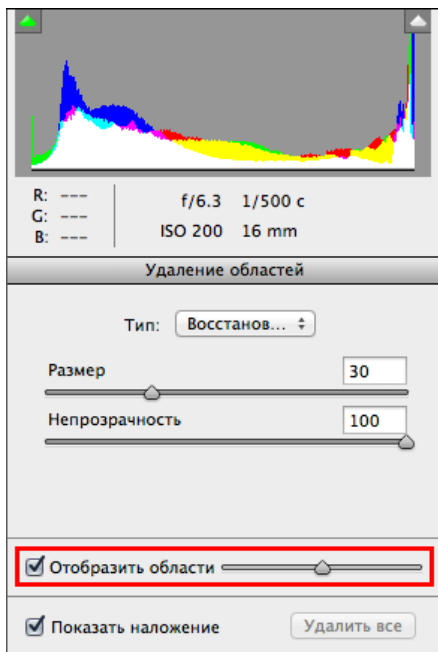 R: --- f/6.3 1/500 c
G: ---
B: --- ISO 200 16 mm
Удаление областей
Тип: Восстанов...
Размер 30
Непрозрачность 100
Отобразить области
Показать наложение Удалить все